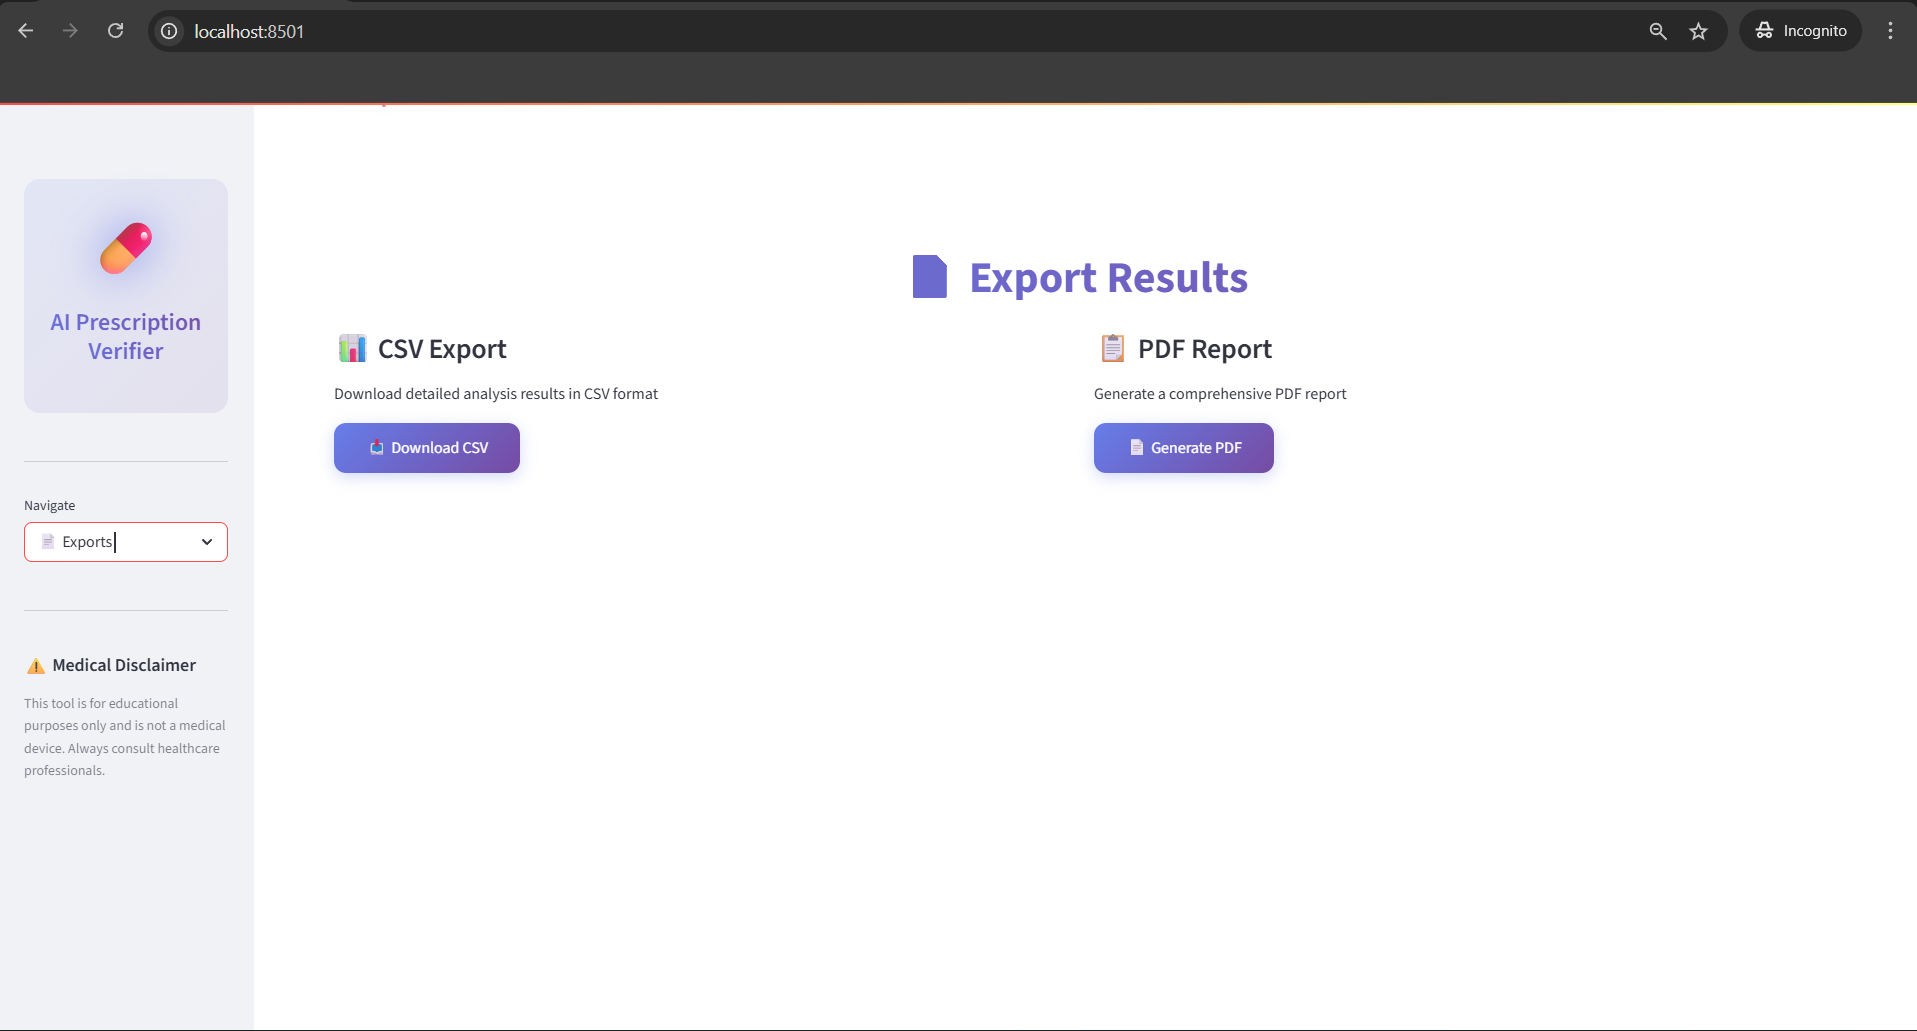 localhost:8501
Incognito
AI Prescription
Verifier
Navigate
Exports
Medical Disclaimer
This tool is for educational
purposes only and is not a medical
device. Always consult healthcare
professionals.
Export Results
CSV Export
Download detailed analysis results in CSV format
Download CSV
PDF Report
Generate a comprehensive PDF report
Generate PDF